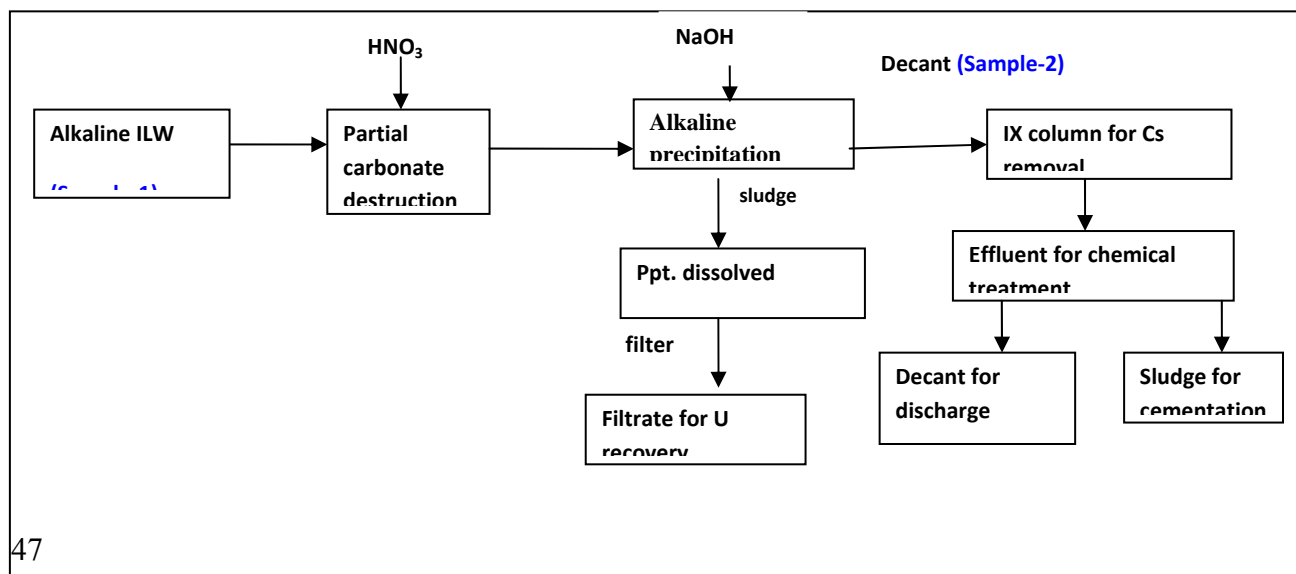 HNO₃
NaOH
Decant (Sample-2)
Alkaline ILW
Partial
carbonate
destruction
Alkaline
precipitation
IX column for Cs
removal
sludge
Ppt. dissolved
Effluent for chemical
treatment
filter
Filtrate for U
recovery
Decant for
discharge
Sludge for
cementation
47